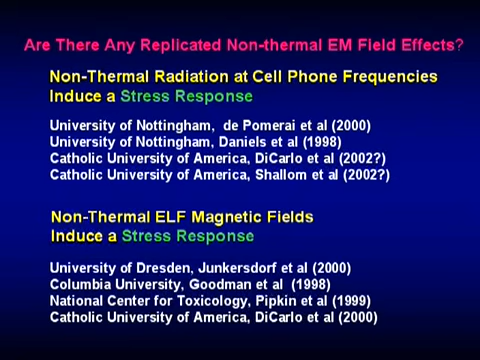 Are There Any Replicated Non-thermal EM Field Effects?
Non-Thermal Radiation at Cell Phone Frequencies
Induce a Stress Response
University of Nottingham, de Pomerai et al (2000)
University of Nottingham, Daniels et al (1998)
Catholic University of America, DiCarlo et al (2002?)
Catholic University of America, Shallom et al (2002?)
Non-Thermal ELF Magnetic Fields
Induce a Stress Response
University of Dresden, Junkersdorf et al (2000)
Columbia University, Goodman et al (1998)
National Center for Toxicology, Pipkin et al (1999)
Catholic University of America, DiCarlo et al (2000)